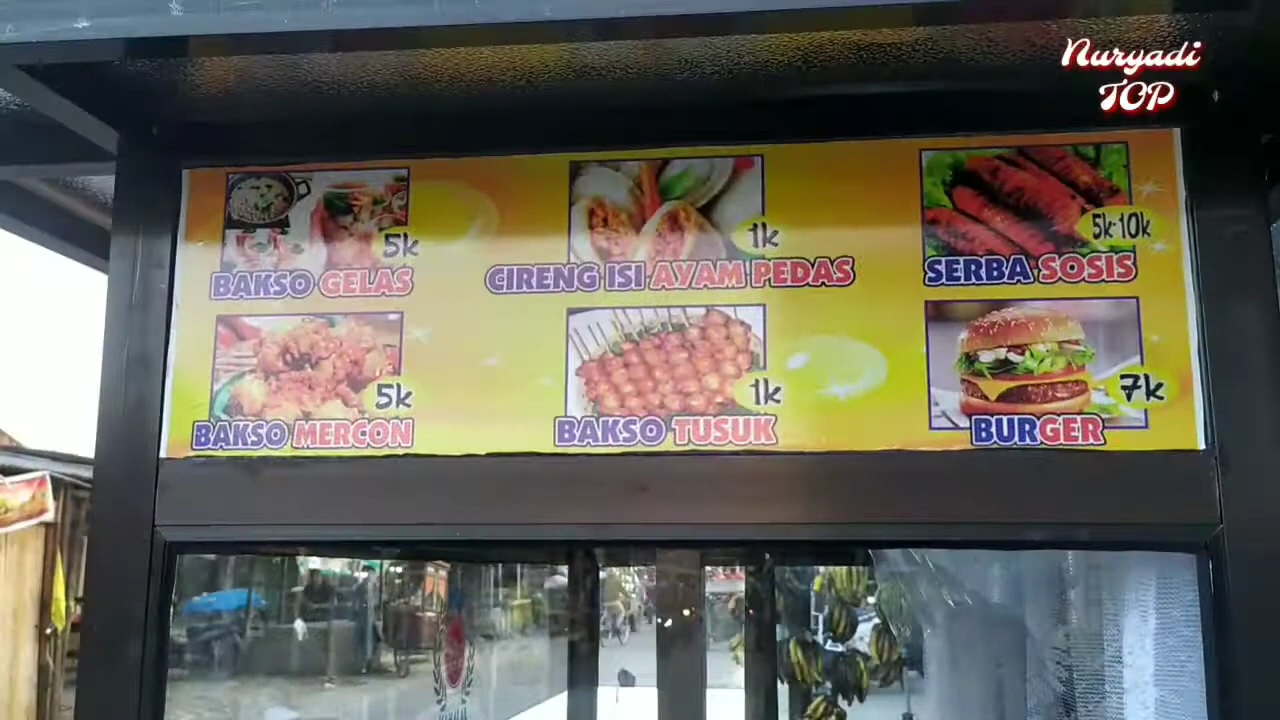 Nuryadi
TOP
5k
BAKSO GELAS
1k
CIRENG ISI AYAM PEDAS
5k-10k
SERBA SOSIS
5k
BAKSO MERCON
1k
BAKSO TUSUK
7k
BURGER